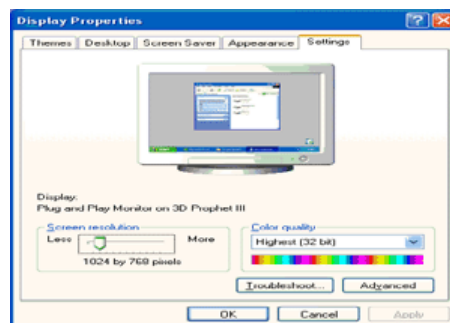 Display Properties
Themes Desktop Screen Saver Appearance Settings
Display:
Plug and Play Monitor on 3D Prophet III
Screen resolution
Less More
1024 by 768 pixels
Color quality
Highest (32 bit)
Troubleshoot... Advanced
OK Cancel Apply